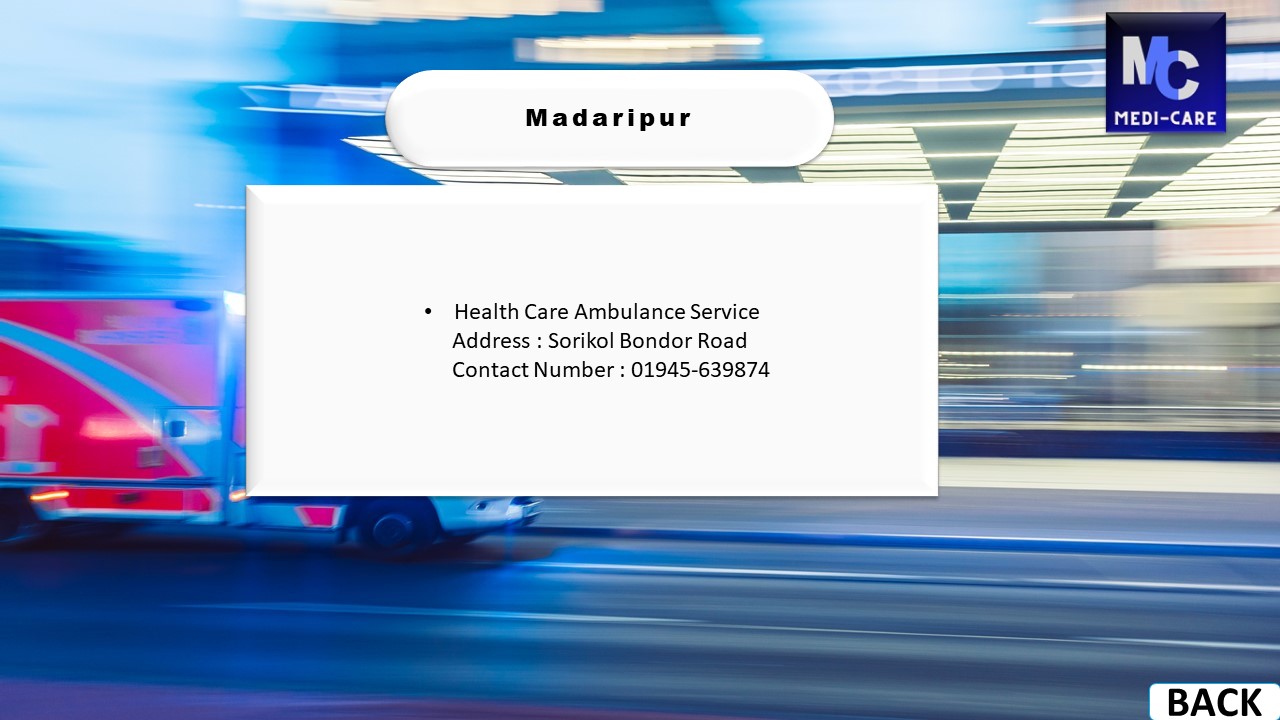 Madaripur
MC
MEDI-CARE
• Health Care Ambulance Service
Address : Sorikol Bondor Road
Contact Number : 01945-639874
BACK